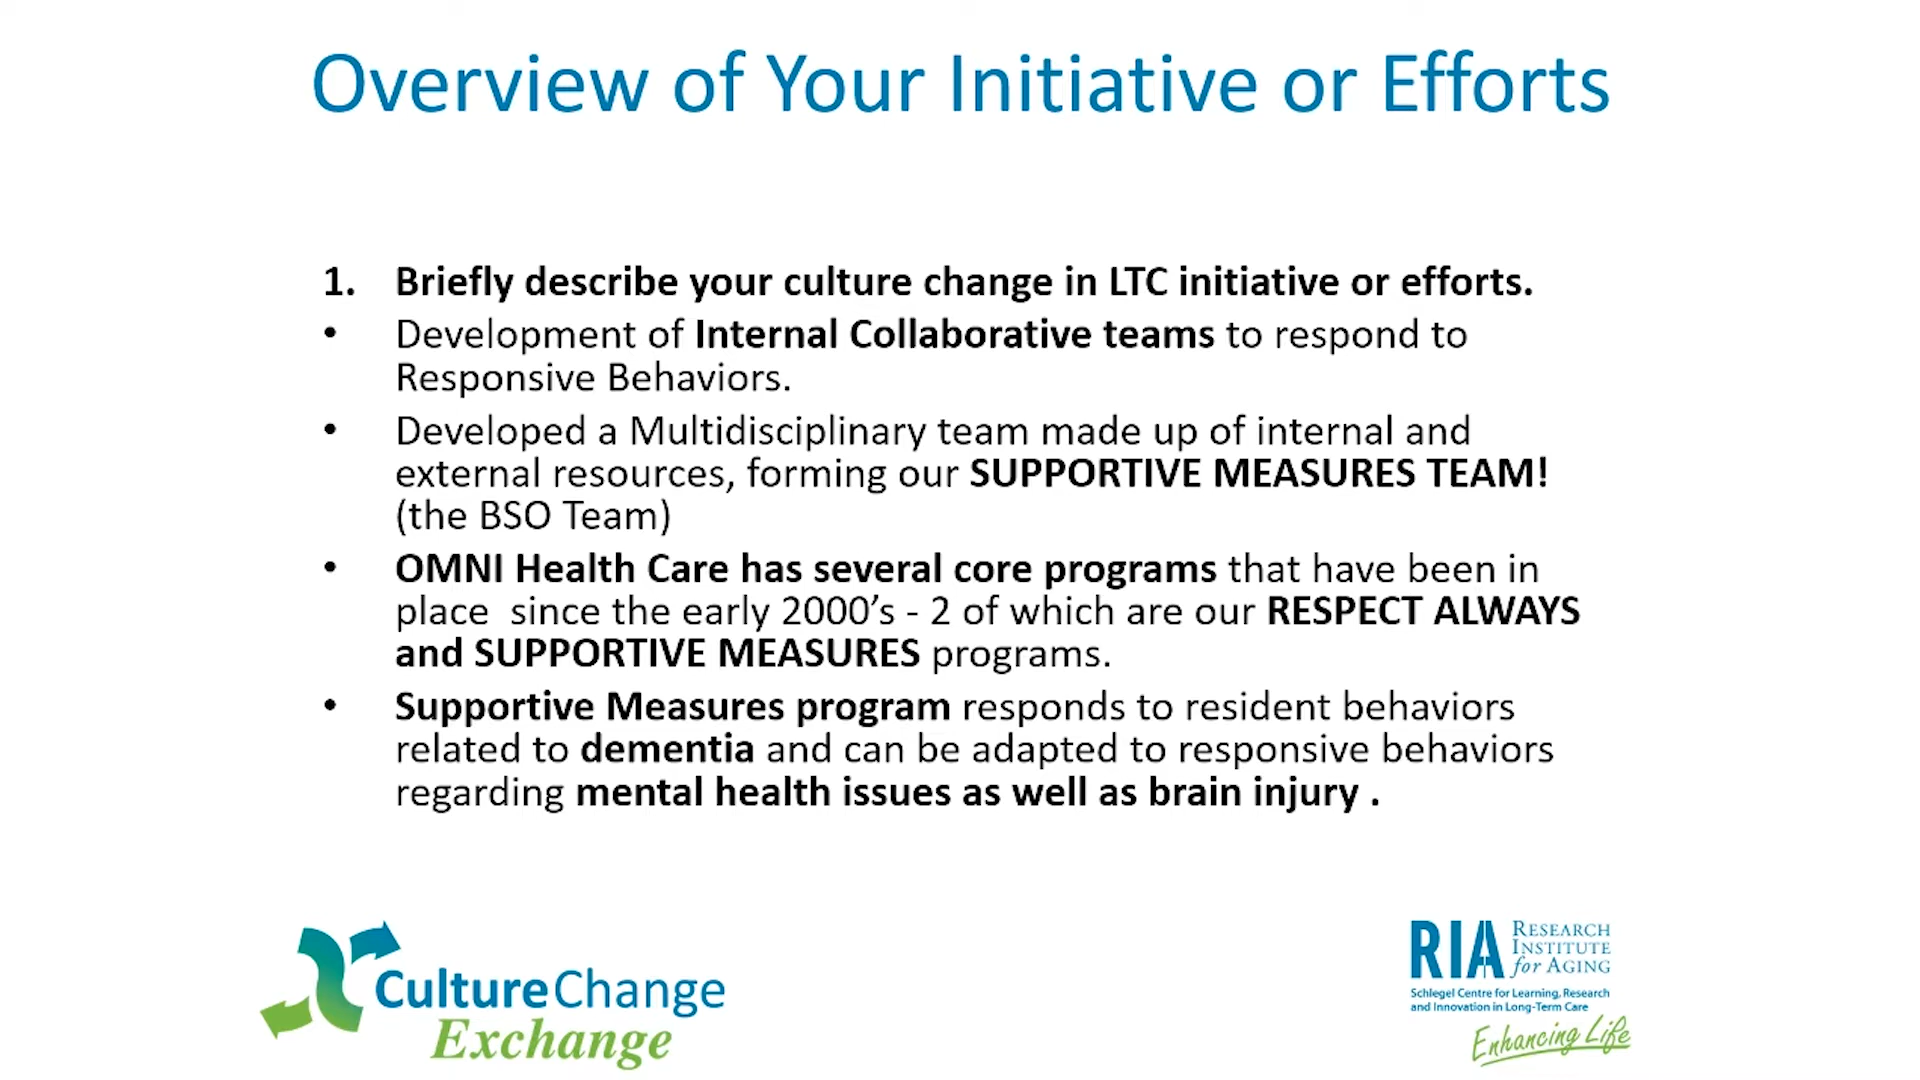 Overview of Your Initiative or Efforts
1. Briefly describe your culture change in LTC initiative or efforts.
• Development of Internal Collaborative teams to respond to
Responsive Behaviors.
• Developed a Multidisciplinary team made up of internal and
external resources, forming our SUPPORTIVE MEASURES TEAM!
(the BSO Team)
• OMNI Health Care has several core programs that have been in
place since the early 2000’s - 2 of which are our RESPECT ALWAYS
and SUPPORTIVE MEASURES programs.
• Supportive Measures program responds to resident behaviors
related to dementia and can be adapted to responsive behaviors
regarding mental health issues as well as brain injury .
CultureChange
Exchange
RIA
RESEARCH
INSTITUTE
for AGING
Schlegel Centre for Learning, Research
and Innovation in Long-Term Care
Enhancing Life